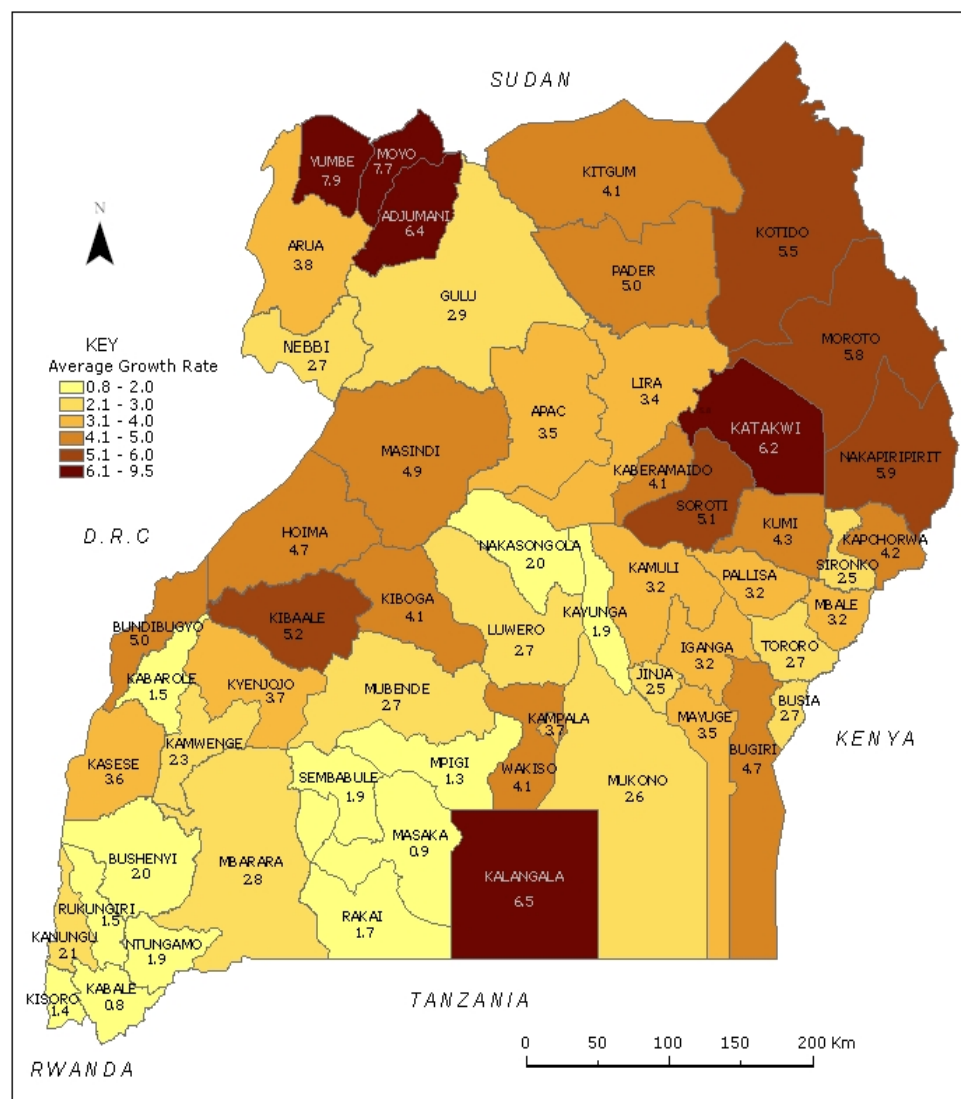 SUDAN
YUMBE
7.9
MOYO
7.7
ADJUMANI
6.4
KITGUM
4.1
KOTIDO
5.5
N
ARUA
3.8
PADER
5.0
GULU
2.9
NEBBI
2.7
MOROTO
5.8
KEY
Average Growth Rate
0.8 - 2.0
2.1 - 3.0
3.1 - 4.0
4.1 - 5.0
5.1 - 6.0
6.1 - 9.5
LIRA
3.4
APAC
3.5
KATAKWI
6.2
MASINDI
4.9
NAKAPIRIPIRIT
5.9
KABERAMAIDO
4.1
SOROTI
5.1
D.R.C
HOIMA
4.7
KUMI
4.3
KAPCHORWA
4.2
NAKASONGOLA
2.0
SIRONKO
2.5
KAMULI
3.2
PALLISA
3.2
KIBOGA
4.1
KAYUNGA
1.9
MBALE
3.2
BUNDIBUGYO
5.0
KIBAALE
5.2
LUWERO
2.7
IGANGA
3.2
TORORO
2.7
KABAROLE
1.5
KYENJOJO
3.7
MUBENDE
2.7
JINJA
2.5
BUSIA
2.7
KAMPALA
3.7
MAYUGE
3.5
KENYA
KAMWENGE
2.3
BUGIRI
4.7
KASESE
3.6
MPIGI
1.3
WAKISO
4.1
SEMBABULE
1.9
MUKONO
2.6
MASAKA
0.9
BUSHENYI
2.0
MBARARA
2.8
KALANGALA
6.5
RUKUNGIRI
1.5
RAKAI
1.7
KANUNGU
2.1
NTUNGAMO
1.9
KABALE
0.8
KISORO
1.4
TANZANIA
RWANDA
0 50 100 150 200 Km